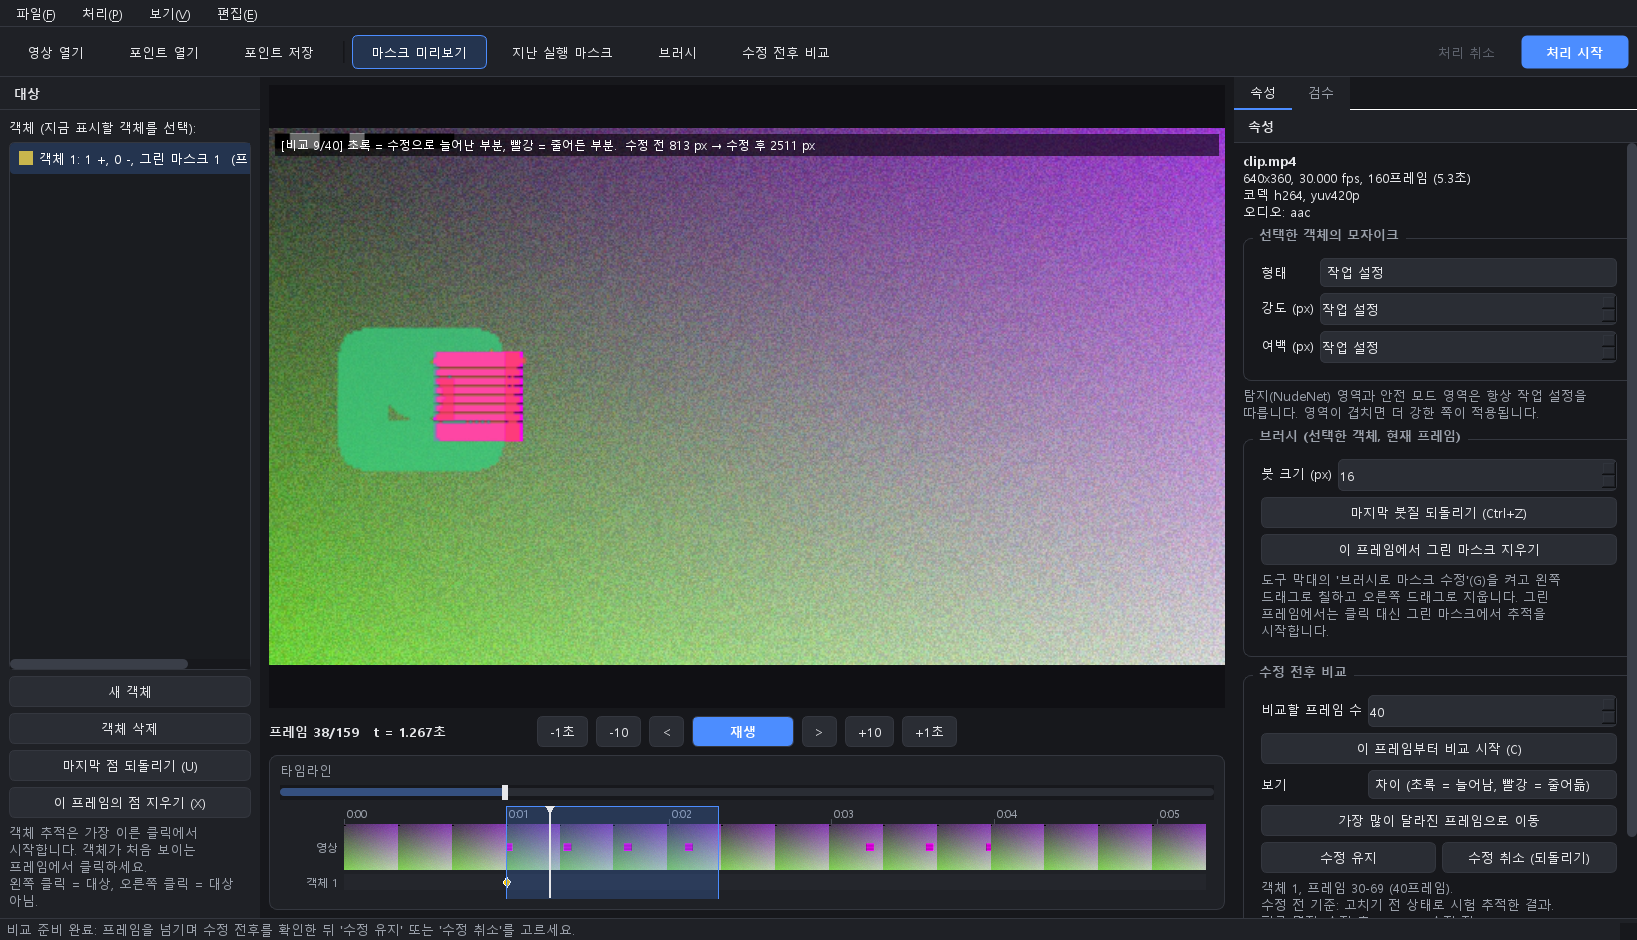 파일(F) 처리(P) 보기(V) 편집(E)
영상 열기 포인트 열기 포인트 저장 마스크 미리보기 지난 실행 마스크 브러시 수정 전후 비교 처리 취소 처리 시작
대상
객체 (지금 표시할 객체를 선택):
객체 1: 1 +, 0 -, 그린 마스크 1 (프
새 객체
객체 삭제
마지막 점 되돌리기 (U)
이 프레임의 점 지우기 (X)
객체 추적은 가장 이른 클릭에서
시작합니다. 객체가 처음 보이는
프레임에서 클릭하세요.
왼쪽 클릭 = 대상, 오른쪽 클릭 = 대상
아님.
[비교 9/40] 초록 = 수정으로 늘어난 부분, 빨강 = 줄어든 부분. 수정 전 813 px → 수정 후 2511 px
프레임 38/159 t = 1.267초
-1초 -10 < 재생 > +10 +1초
타임라인
0:00 0:01 0:02 0:03 0:04 0:05
영상
객체 1
속성 검수
속성
clip.mp4
640x360, 30.000 fps, 160프레임 (5.3초)
코덱 h264, yuv420p
오디오: aac
선택한 객체의 모자이크
형태 작업 설정
강도 (px) 작업 설정
여백 (px) 작업 설정
탐지(NudeNet) 영역과 안전 모드 영역은 항상 작업 설정을
따릅니다. 영역이 겹치면 더 강한 쪽이 적용됩니다.
브러시 (선택한 객체, 현재 프레임)
붓 크기 (px) 16
마지막 붓질 되돌리기 (Ctrl+Z)
이 프레임에서 그린 마스크 지우기
도구 막대의 '브러시로 마스크 수정'(G)을 켜고 왼쪽
드래그로 칠하고 오른쪽 드래그로 지웁니다. 그린
프레임에서는 클릭 대신 그린 마스크에서 추적을
시작합니다.
수정 전후 비교
비교할 프레임 수 40
이 프레임부터 비교 시작 (C)
보기 차이 (초록 = 늘어남, 빨강 = 줄어듦)
가장 많이 달라진 프레임으로 이동
수정 유지 수정 취소 (되돌리기)
객체 1, 프레임 30-69 (40프레임).
수정 전 기준: 고치기 전 상태로 시험 추적한 결과.
비교 준비 완료: 프레임을 넘기며 수정 전후를 확인한 뒤 '수정 유지' 또는 '수정 취소'를 고르세요.